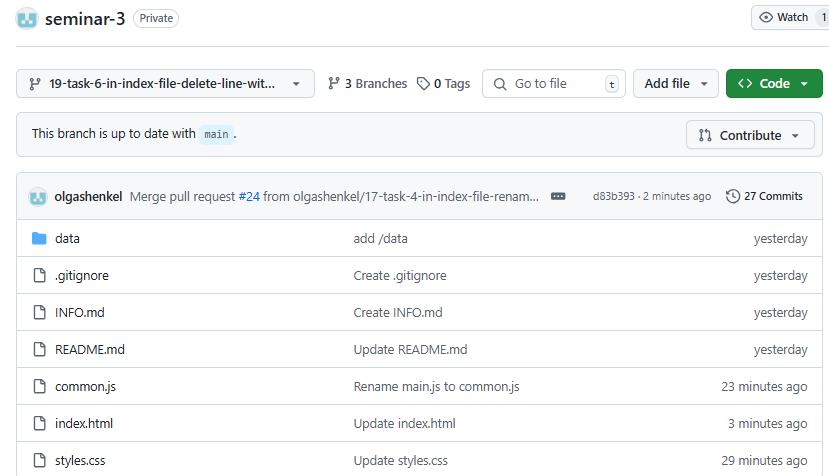 seminar-3 Private Watch 1
19-task-6-in-index-file-delete-line-wit... 3 Branches 0 Tags Go to file t Add file Code
This branch is up to date with main .
Contribute
olgashenkel Merge pull request #24 from olgashenkel/17-task-4-in-index-file-renam... d83b393 · 2 minutes ago 27 Commits
data add /data yesterday
.gitignore Create .gitignore yesterday
INFO.md Create INFO.md yesterday
README.md Update README.md yesterday
common.js Rename main.js to common.js 23 minutes ago
index.html Update index.html 3 minutes ago
styles.css Update styles.css 29 minutes ago